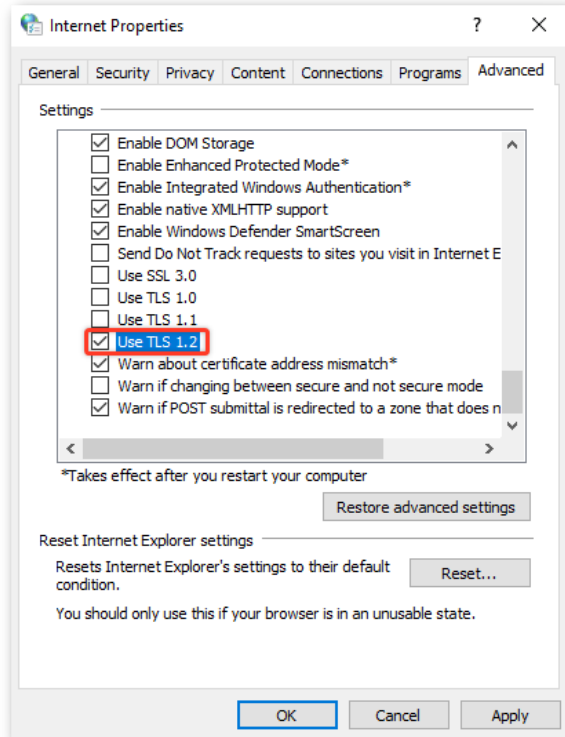 Internet Properties
?
General Security Privacy Content Connections Programs Advanced
Settings
Enable DOM Storage
Enable Enhanced Protected Mode*
Enable Integrated Windows Authentication*
Enable native XMLHTTP support
Enable Windows Defender SmartScreen
Send Do Not Track requests to sites you visit in Internet E
Use SSL 3.0
Use TLS 1.0
Use TLS 1.1
Use TLS 1.2
Warn about certificate address mismatch*
Warn if changing between secure and not secure mode
Warn if POST submittal is redirected to a zone that does n
*Takes effect after you restart your computer
Restore advanced settings
Reset Internet Explorer settings
Resets Internet Explorer's settings to their default
condition.
Reset...
You should only use this if your browser is in an unusable state.
OK Cancel Apply